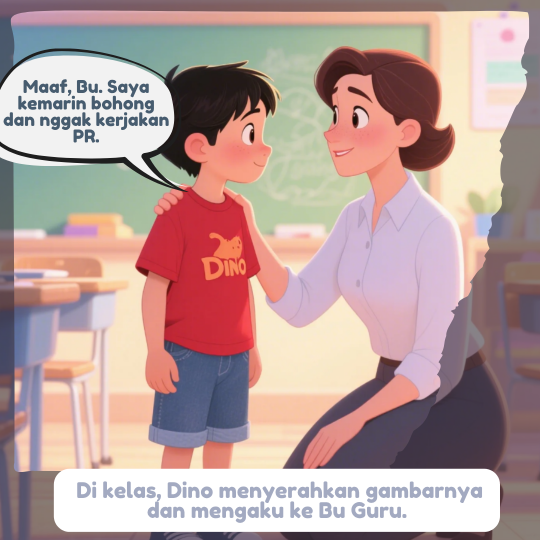 Maaf, Bu. Saya
kemarin bohong
dan nggak kerjakan
PR.
DINO
Di kelas, Dino menyerahkan gambarnya
dan mengaku ke Bu Guru.